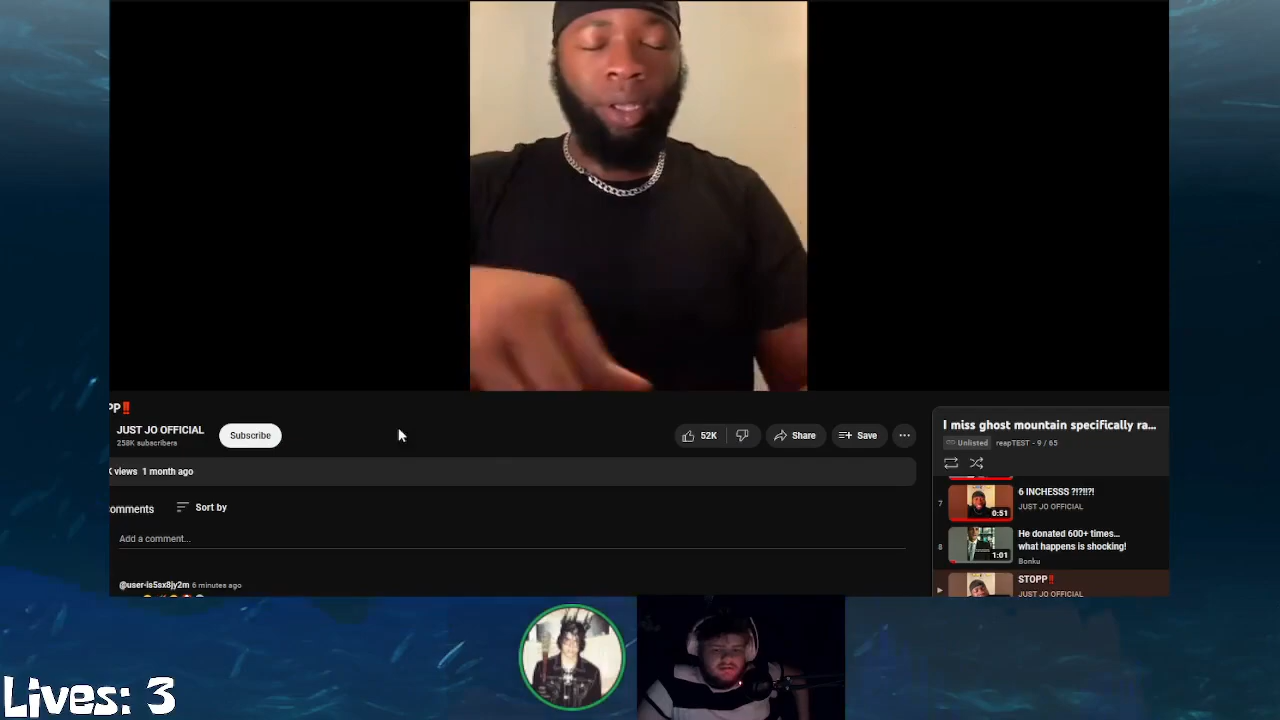 PP‼
JUST JO OFFICIAL
258K subscribers
Subscribe
52K
Share
Save
K views 1 month ago
omments
Sort by
Add a comment...
@user-is5sx8jy2m 6 minutes ago
I miss ghost mountain specifically ra...
Unlisted reapTEST - 9 / 65
7
6 INCHESSS ?!?!!?!
JUST JO OFFICIAL
0:51
8
He donated 600+ times...
what happens is shocking!
Bonku
1:01
STOPP‼
JUST JO OFFICIAL
Lives: 3